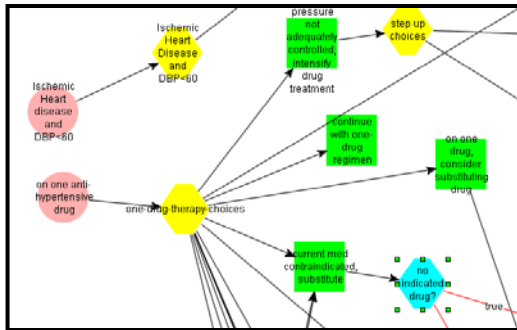 Ischemic
Heart
Disease
and
DBP<60
pressure
not
adequately
controlled,
intensify
drug
treatment
step up
choices
Ischemic
Heart
disease
and
DBP<60
continue
with one-
drug
regimen
on one
drug,
consider
substituting
drug
on one anti-
hypertensive
drug
one-drug-therapy-choices
current med
contraindicated,
substitute
no
indicated
drug?
true